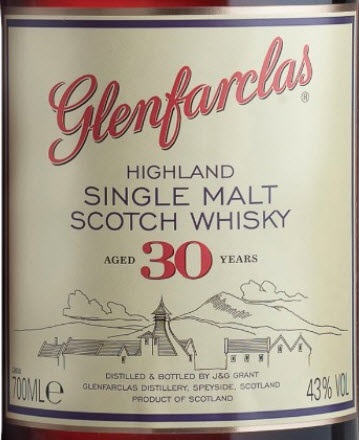 Glenfarclas®
HIGHLAND
SINGLE MALT
SCOTCH WHISKY
AGED 30 YEARS
DISTILLED & BOTTLED BY J&G GRANT
700ML℮ GLENFARCLAS DISTILLERY, SPEYSIDE, SCOTLAND 43% VOL
PRODUCT OF SCOTLAND